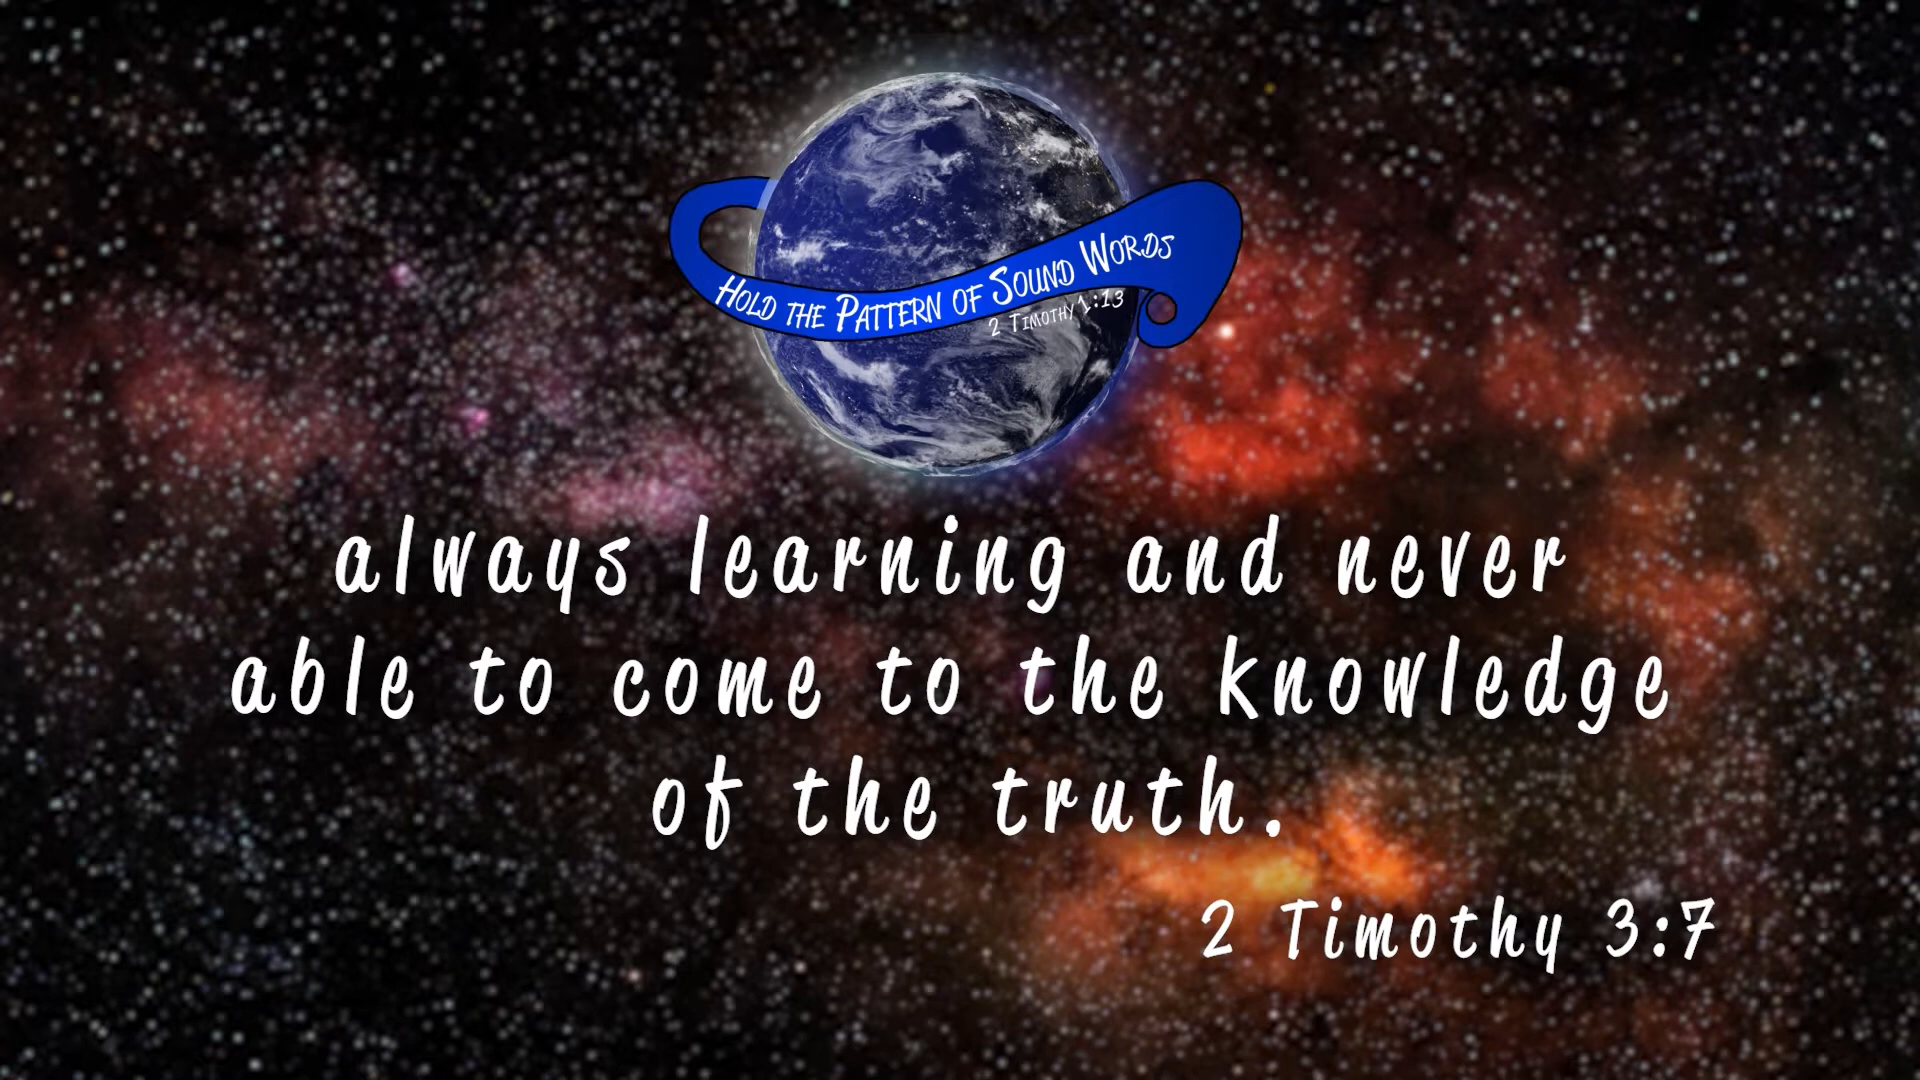 Hold the Pattern of Sound Words
2 Timothy 1:13
always learning and never
able to come to the knowledge
of the truth.
2 Timothy 3:7